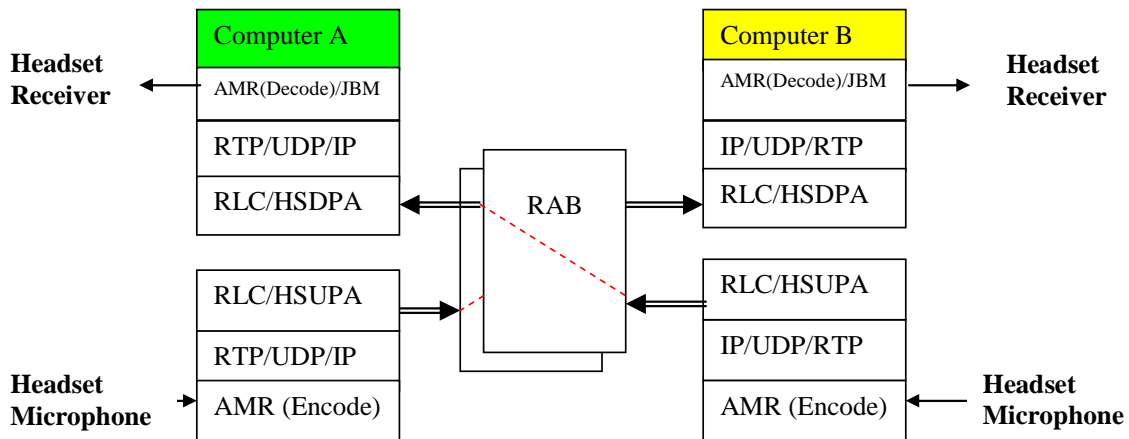 Computer A
Computer B
Headset
Receiver
AMR(Decode)/JBM
AMR(Decode)/JBM
Headset
Receiver
RTP/UDP/IP
IP/UDP/RTP
RLC/HSDPA
RAB
RLC/HSDPA
RLC/HSUPA
RLC/HSUPA
RTP/UDP/IP
IP/UDP/RTP
Headset
Microphone
AMR (Encode)
AMR (Encode)
Headset
Microphone